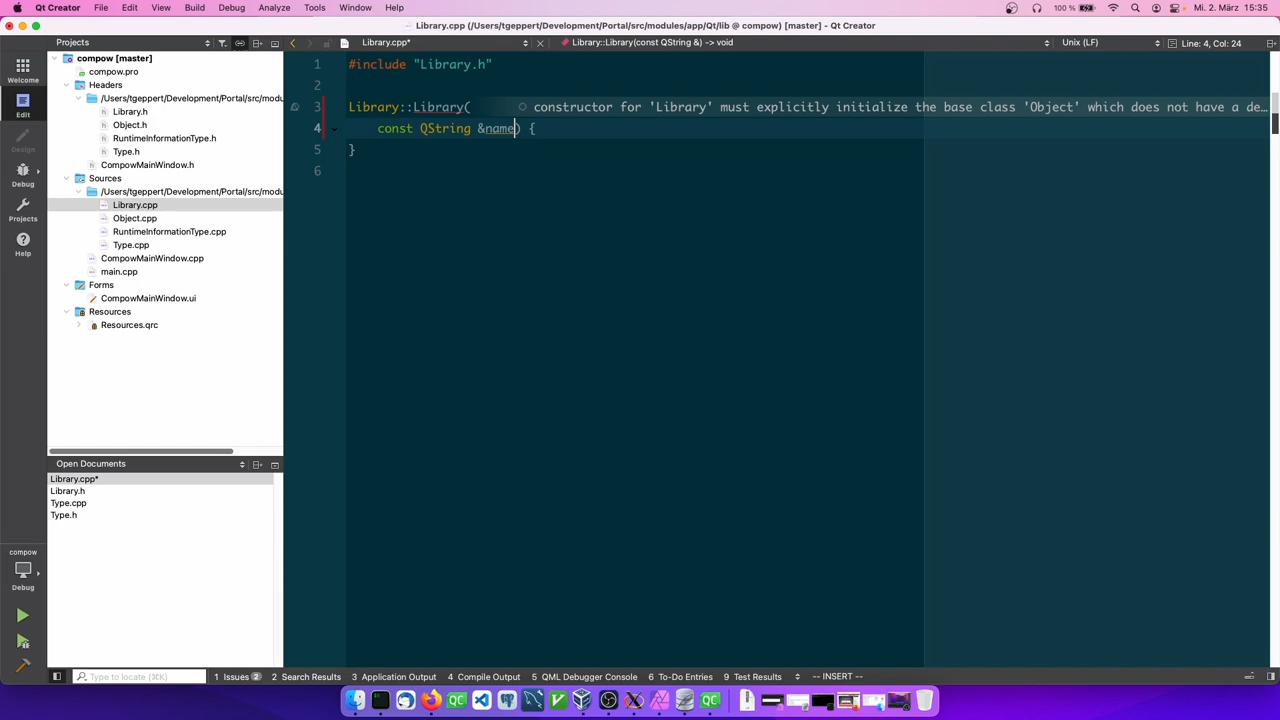 Qt Creator File Edit View Build Debug Analyze Tools Window Help 100 % Mi. 2. März 15:35
Library.cpp (/Users/tgeppert/Development/Portal/src/modules/app/Qt/lib @ compow) [master] - Qt Creator
Projects Library.cpp* Library::Library(const QString &) -> void Unix (LF) Line: 4, Col: 24
Welcome
Edit
Design
Debug
Projects
Help
compow
Debug
compow [master]
compow.pro
Headers
/Users/tgeppert/Development/Portal/src/modu
Library.h
Object.h
RuntimeInformationType.h
Type.h
CompowMainWindow.h
Sources
/Users/tgeppert/Development/Portal/src/modu
Library.cpp
Object.cpp
RuntimeInformationType.cpp
Type.cpp
CompowMainWindow.cpp
main.cpp
Forms
CompowMainWindow.ui
Resources
Resources.qrc
Open Documents
Library.cpp*
Library.h
Type.cpp
Type.h
1 #include "Library.h"
2
3 Library::Library( constructor for 'Library' must explicitly initialize the base class 'Object' which does not have a de…
4 const QString &name) {
5 }
6
Type to locate (⌘K) 1 Issues 2 2 Search Results 3 Application Output 4 Compile Output 5 QML Debugger Console 6 To-Do Entries 9 Test Results -- INSERT --